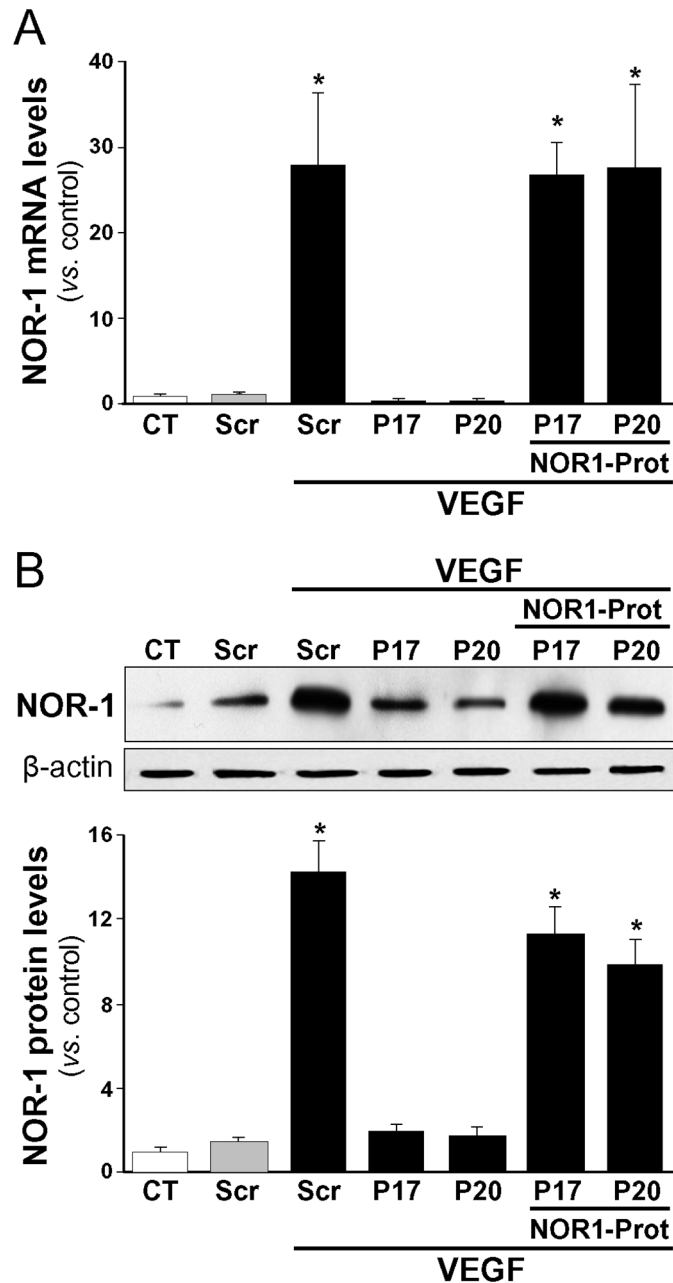 A
NOR-1 mRNA levels
(vs. control)
40
30
20
10
0
* * *
CT Scr Scr P17 P20 P17 P20
NOR1-Prot
VEGF
B
VEGF
NOR1-Prot
CT Scr Scr P17 P20 P17 P20
NOR-1
β-actin
NOR-1 protein levels
(vs. control)
16
12
8
4
0
* * *
CT Scr Scr P17 P20 P17 P20
NOR1-Prot
VEGF